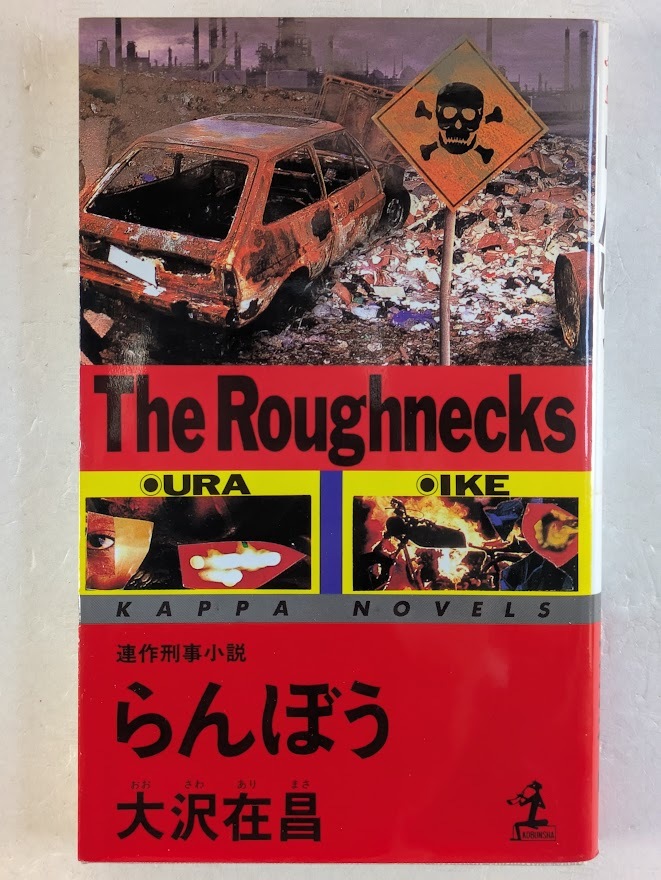 The Roughnecks
◉URA
◉IKE
KAPPA NOVELS
連作刑事小説
らんぼう
おお さわ あり まさ
大沢在昌
KOBUNSHA